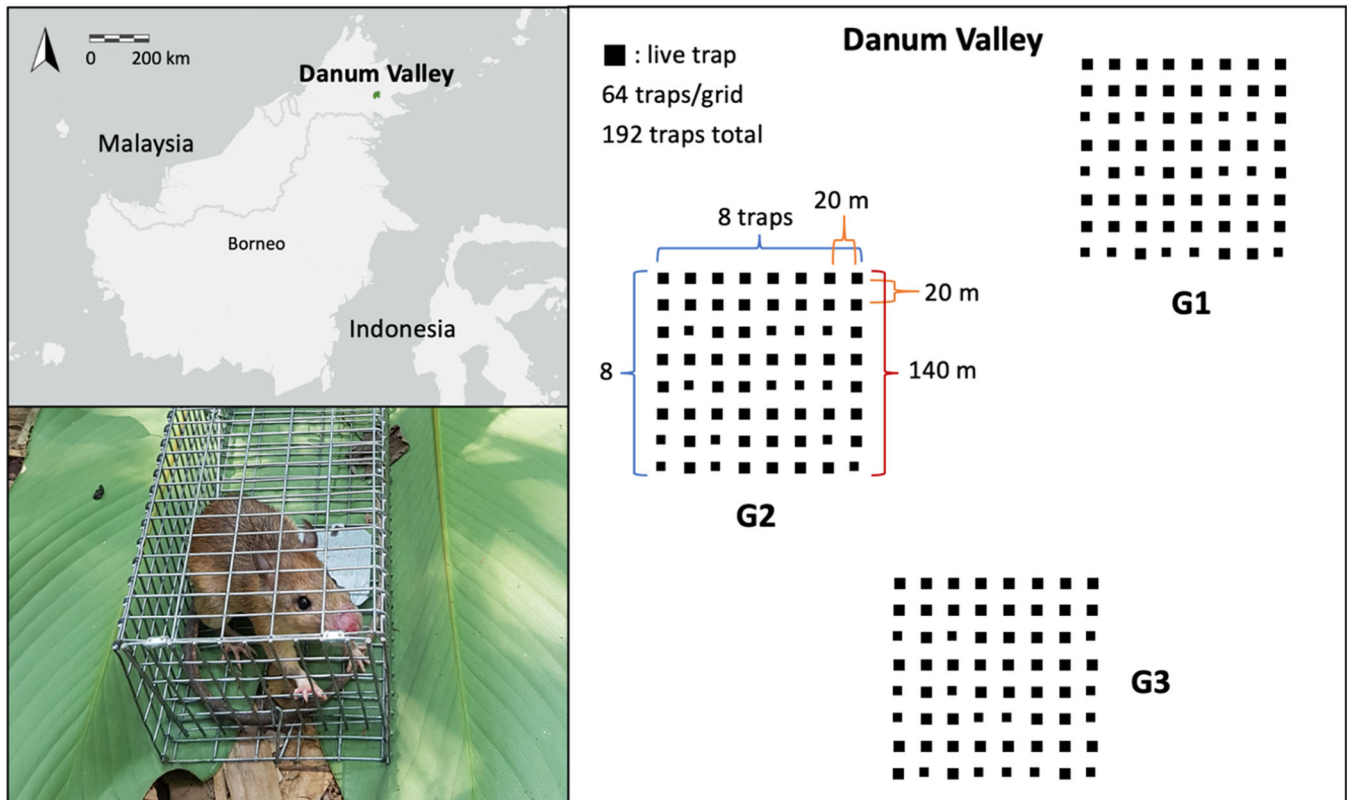 0 200 km
Danum Valley
Malaysia
Borneo
Indonesia
Danum Valley
: live trap
64 traps/grid
192 traps total
G1
8 traps
20 m
20 m
8
140 m
G2
G3